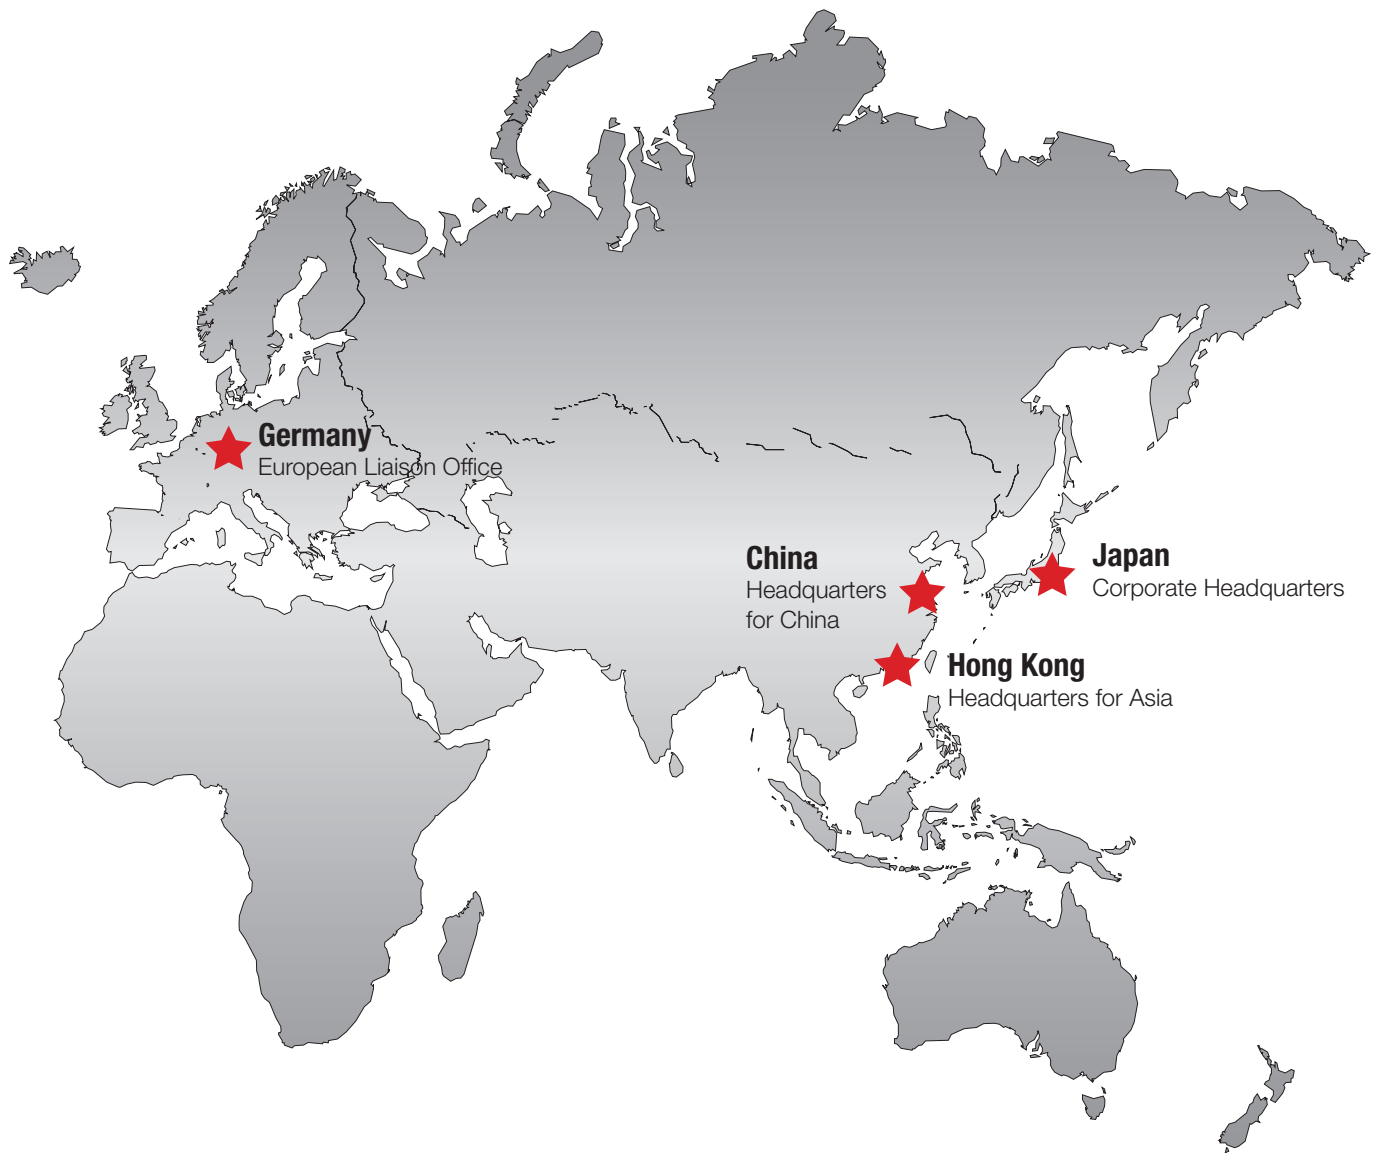 Germany
European Liaison Office
China
Headquarters
for China
Japan
Corporate Headquarters
Hong Kong
Headquarters for Asia